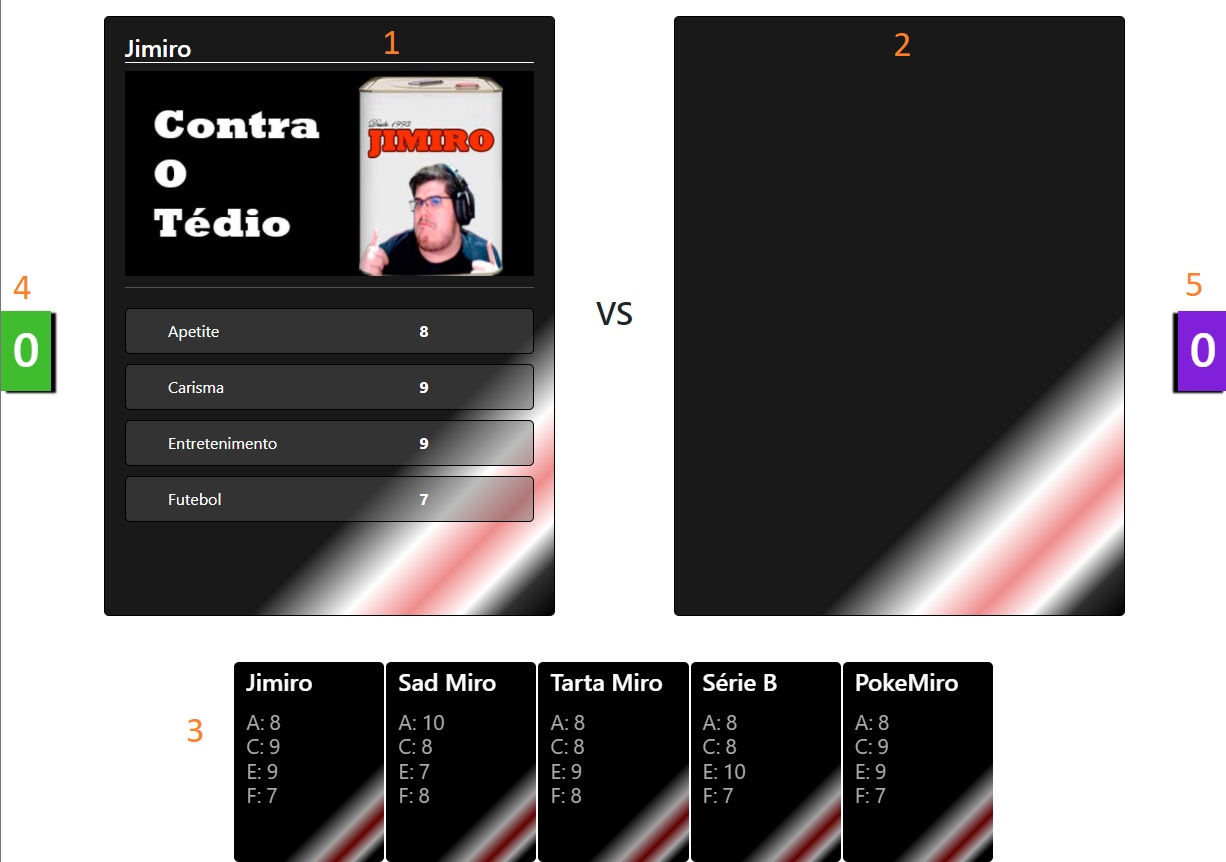 Jimiro
1
2
Contra
O
Tédio
Desde 1993
JIMIRO
4
0
VS
5
0
Apetite 8
Carisma 9
Entretenimento 9
Futebol 7
3
Jimiro
A: 8
C: 9
E: 9
F: 7
Sad Miro
A: 10
C: 8
E: 7
F: 8
Tarta Miro
A: 8
C: 8
E: 9
F: 8
Série B
A: 8
C: 8
E: 10
F: 7
PokeMiro
A: 8
C: 9
E: 9
F: 7